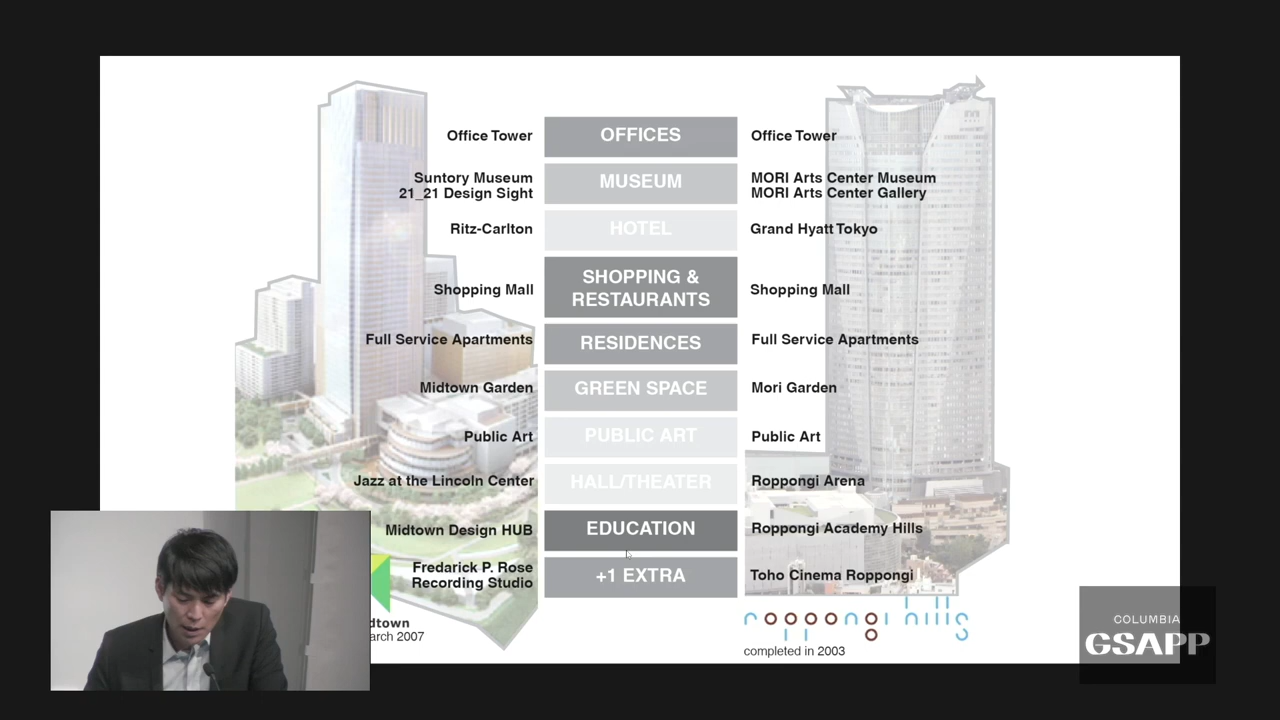 Office Tower OFFICES Office Tower
Suntory Museum
21_21 Design Sight
MUSEUM
MORI Arts Center Museum
MORI Arts Center Gallery
Ritz-Carlton HOTEL Grand Hyatt Tokyo
Shopping Mall
SHOPPING &
RESTAURANTS
Shopping Mall
Full Service Apartments RESIDENCES Full Service Apartments
Midtown Garden GREEN SPACE Mori Garden
Public Art PUBLIC ART Public Art
Jazz at the Lincoln Center HALL/THEATER Roppongi Arena
Midtown Design HUB EDUCATION Roppongi Academy Hills
Fredarick P. Rose
Recording Studio
+1 EXTRA
Toho Cinema Roppongi
dtown
arch 2007
roppongi hills
completed in 2003
COLUMBIA
GSAPP